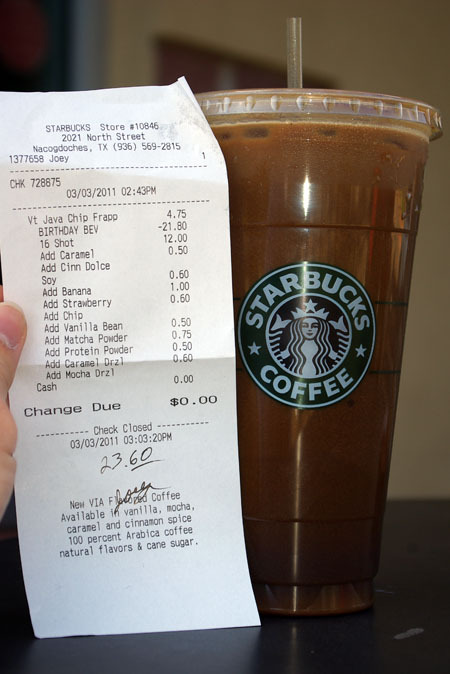 STARBUCKS Store #10846
2021 North Street
Nacogdoches, TX (936) 569-2815
1377658 Joey 1
CHK 728875
03/03/2011 02:43PM
Vt Java Chip Frapp 4.75
BIRTHDAY BEV -21.80
16 Shot 12.00
Add Caramel 0.50
Add Cinn Dolce
Soy 0.60
Add Banana 1.00
Add Strawberry 0.60
Add Chip
Add Vanilla Bean 0.50
Add Matcha Powder 0.75
Add Protein Powder 0.50
Add Caramel Drzl 0.60
Add Mocha Drzl
Cash 0.00
Change Due $0.00
----------- Check Closed -----------
03/03/2011 03:03:20PM
23.60
New VIA Flavored Coffee
Available in vanilla, mocha,
caramel and cinnamon spice
100 percent Arabica coffee
natural flavors & cane sugar.
STARBUCKS
COFFEE